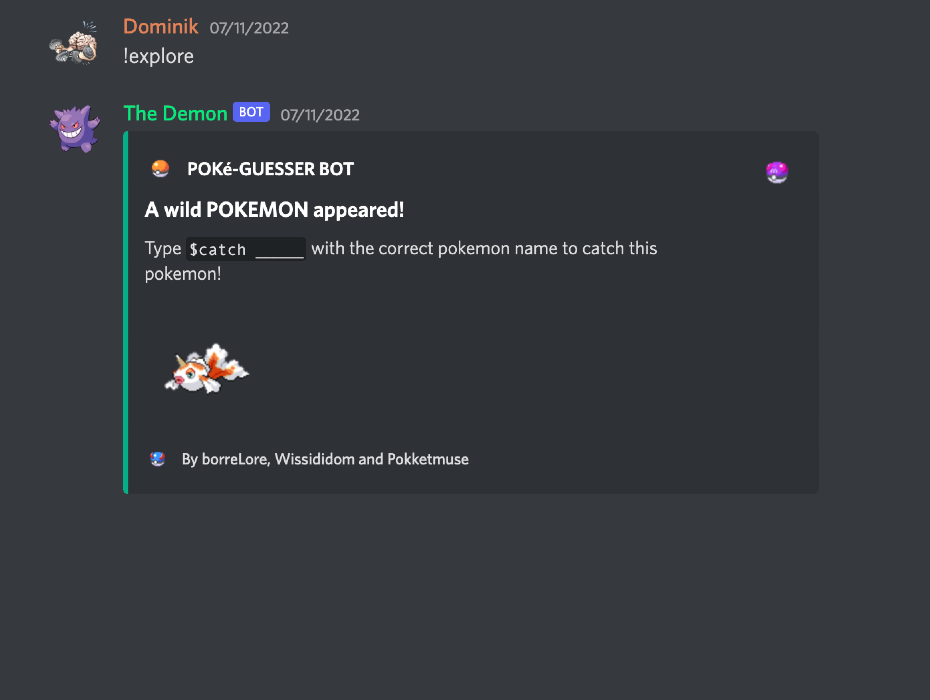 Dominik 07/11/2022
!explore
The Demon BOT 07/11/2022
POKé-GUESSER BOT
A wild POKEMON appeared!
Type $catch _____ with the correct pokemon name to catch this
pokemon!
By borreLore, Wissididom and Pokketmuse